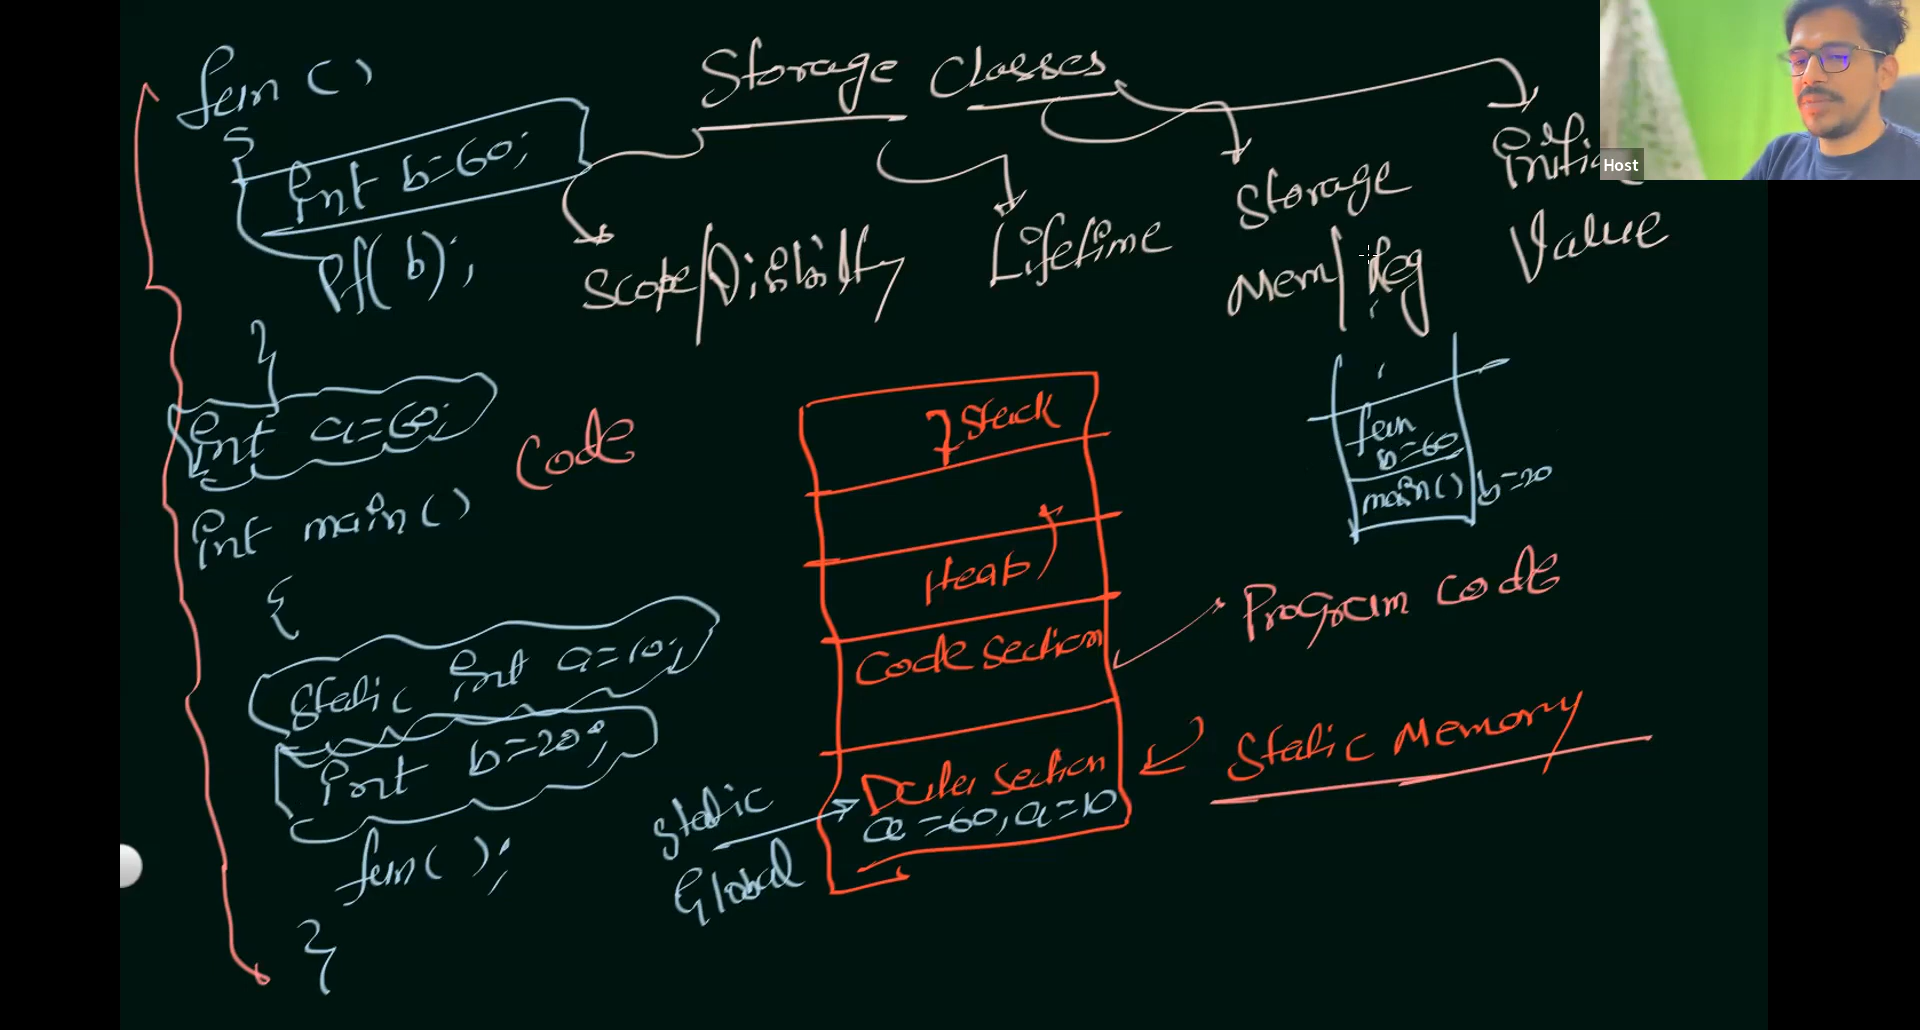 Storage Classes
Scope/Visibility
Lifetime
Storage
Mem/Reg
Initial
Value
Host
fun()
{
int b=60;
Pf(b);
}
int a=60;
int main()
{
static int a=10;
int b=20;
fun();
}
Code
Stack
Heap
Code section
Data section
a=60, a=10
static
Global
fun
b=60
main() b=20
Program code
Static Memory